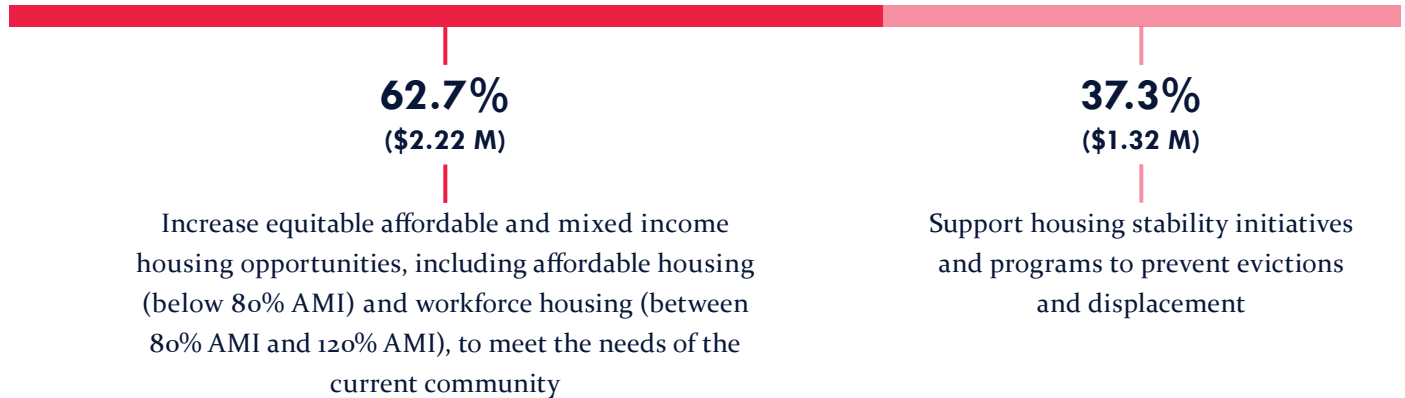 62.7%
($2.22 M)
Increase equitable affordable and mixed income
housing opportunities, including affordable housing
(below 80% AMI) and workforce housing (between
80% AMI and 120% AMI), to meet the needs of the
current community
37.3%
($1.32 M)
Support housing stability initiatives
and programs to prevent evictions
and displacement